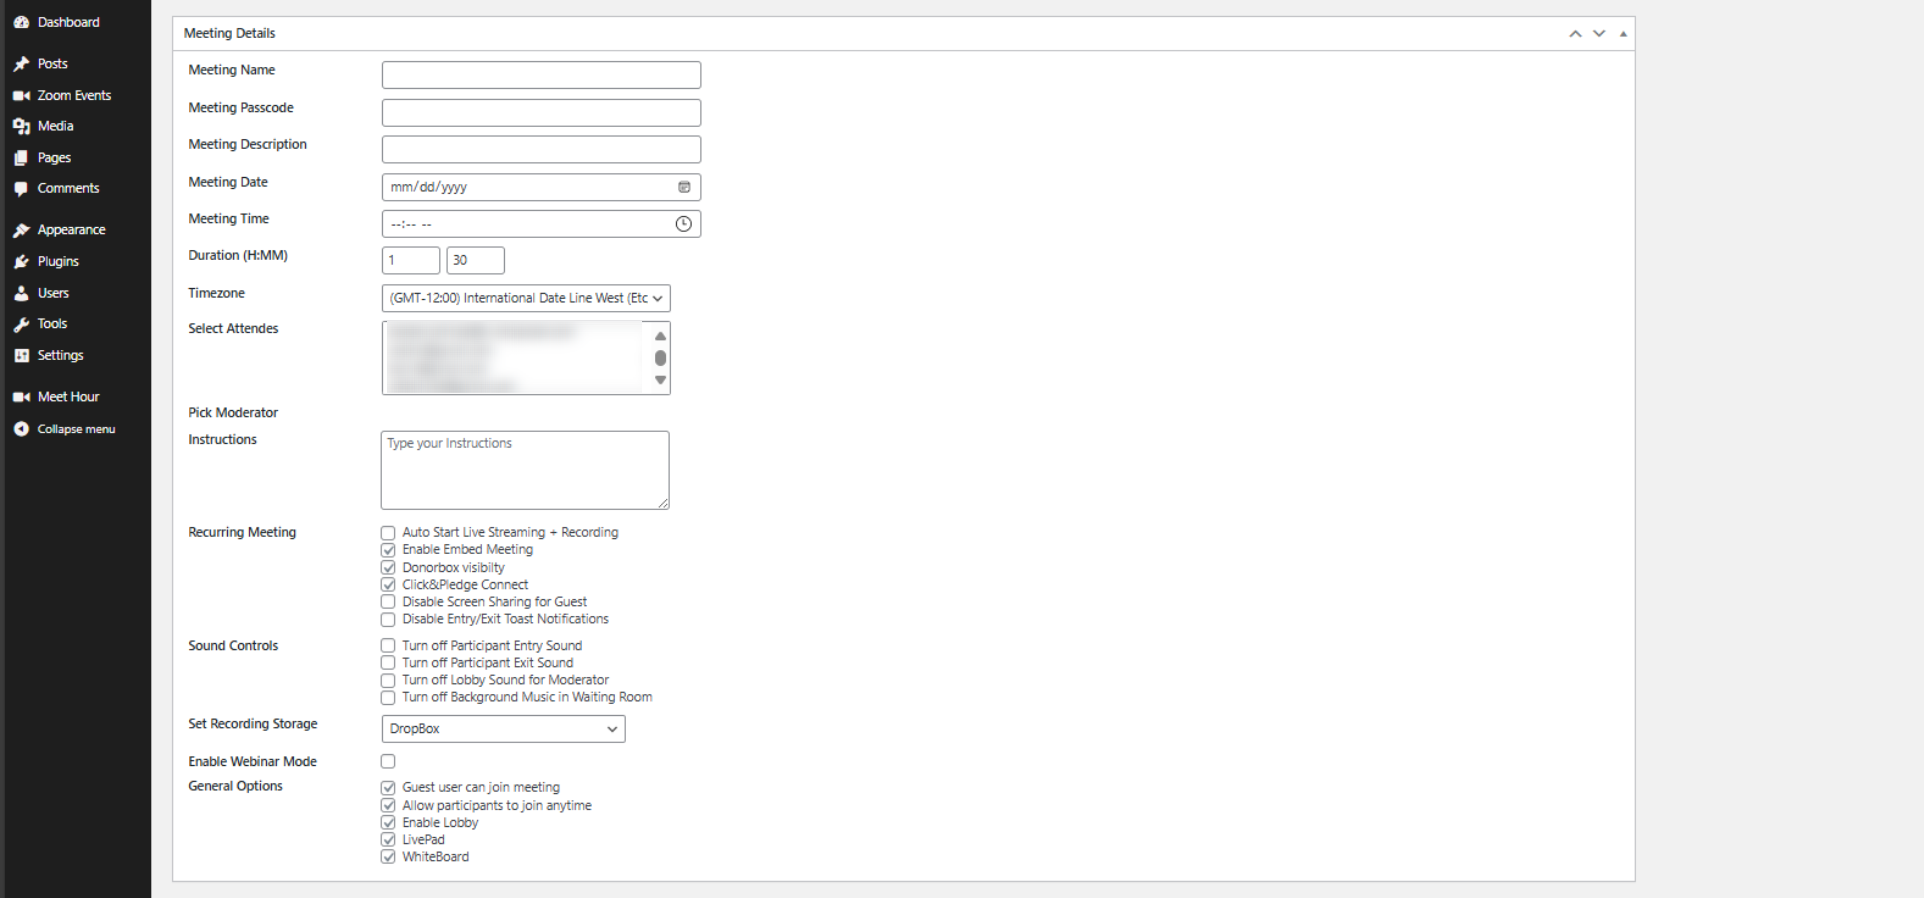 Dashboard
Posts
Zoom Events
Media
Pages
Comments
Appearance
Plugins
Users
Tools
Settings
Meet Hour
Collapse menu
Meeting Details
Meeting Name
Meeting Passcode
Meeting Description
Meeting Date
mm/dd/yyyy
Meeting Time
--:-- --
Duration (H:MM)
1 30
Timezone
(GMT-12:00) International Date Line West (Etc
Select Attendes
Pick Moderator
Instructions
Type your Instructions
Recurring Meeting
Auto Start Live Streaming + Recording
Enable Embed Meeting
Donorbox visibilty
Click&Pledge Connect
Disable Screen Sharing for Guest
Disable Entry/Exit Toast Notifications
Sound Controls
Turn off Participant Entry Sound
Turn off Participant Exit Sound
Turn off Lobby Sound for Moderator
Turn off Background Music in Waiting Room
Set Recording Storage
DropBox
Enable Webinar Mode
General Options
Guest user can join meeting
Allow participants to join anytime
Enable Lobby
LivePad
WhiteBoard